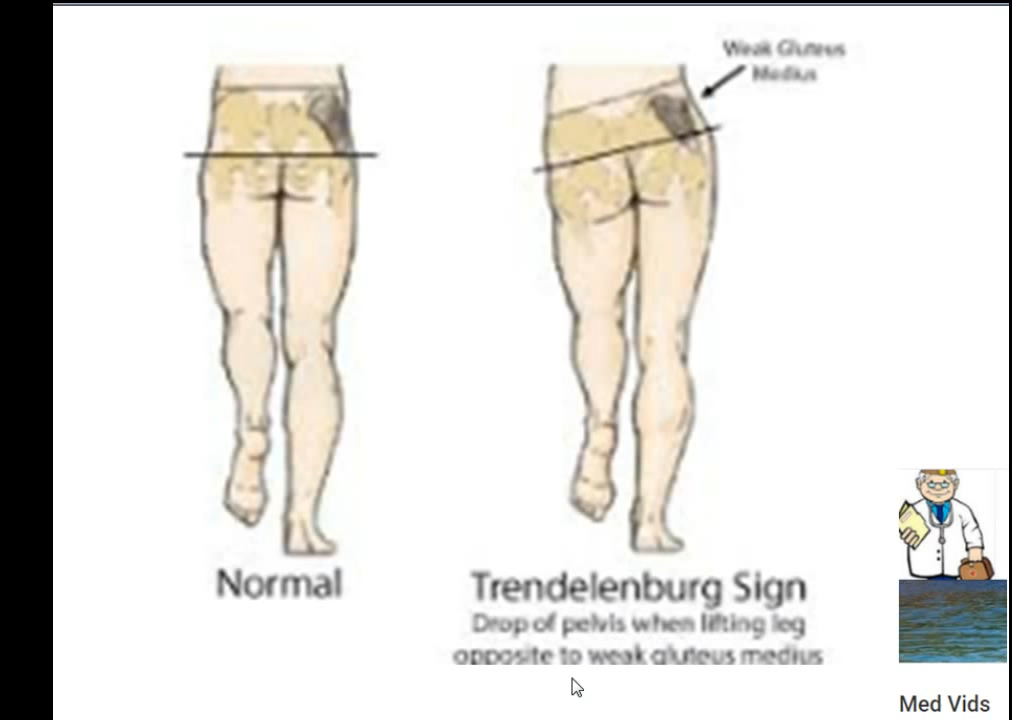 Weak Gluteus
Medius
Normal
Trendelenburg Sign
Drop of pelvis when lifting leg
opposite to weak gluteus medius
Med Vids